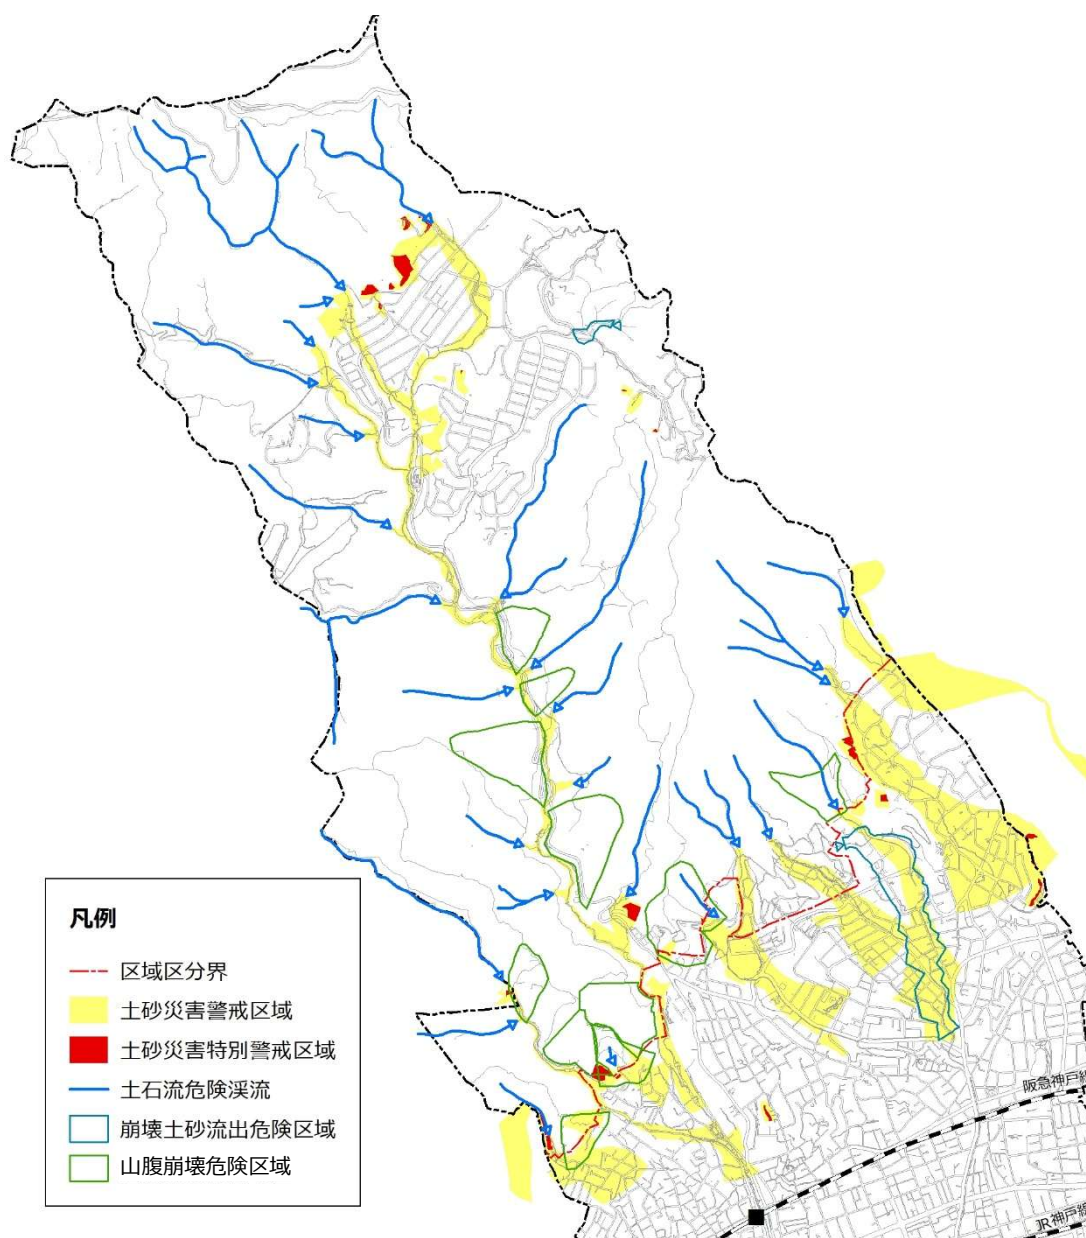 凡例
区域区分界
土砂災害警戒区域
土砂災害特別警戒区域
土石流危険渓流
崩壊土砂流出危険区域
山腹崩壊危険区域
阪急神戸線
JR神戸線